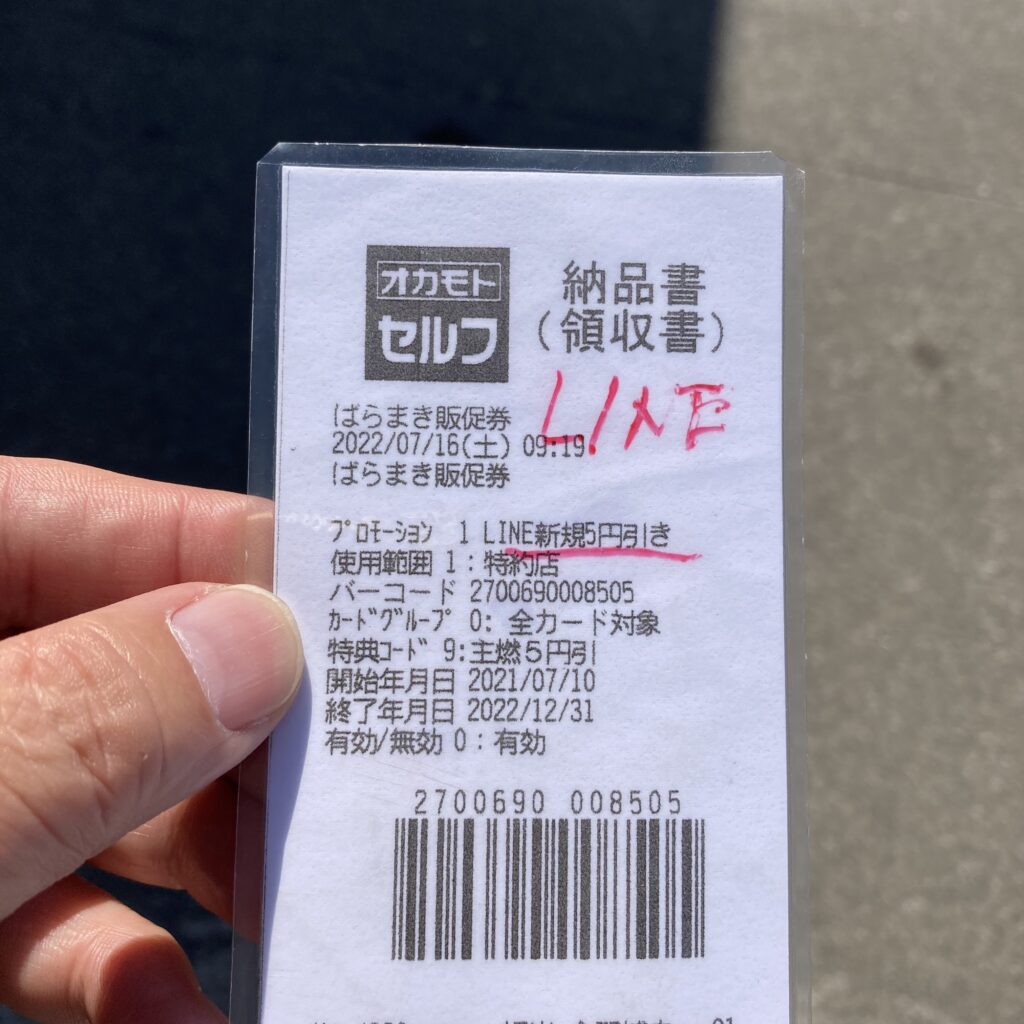 オカモト
セルフ
納品書
(領収書)
LINE
ばらまき販促券
2022/07/16(土) 09:19
ばらまき販促券
ﾌﾟﾛﾓｰｼｮﾝ 1 LINE新規5円引き
使用範囲 1:特約店
バーコード 2700690008505
ｶｰﾄﾞｸﾞﾙｰﾌﾟ 0: 全カード対象
特典ｺｰﾄﾞ 9:主燃5円引
開始年月日 2021/07/10
終了年月日 2022/12/31
有効/無効 0:有効
2700690 008505